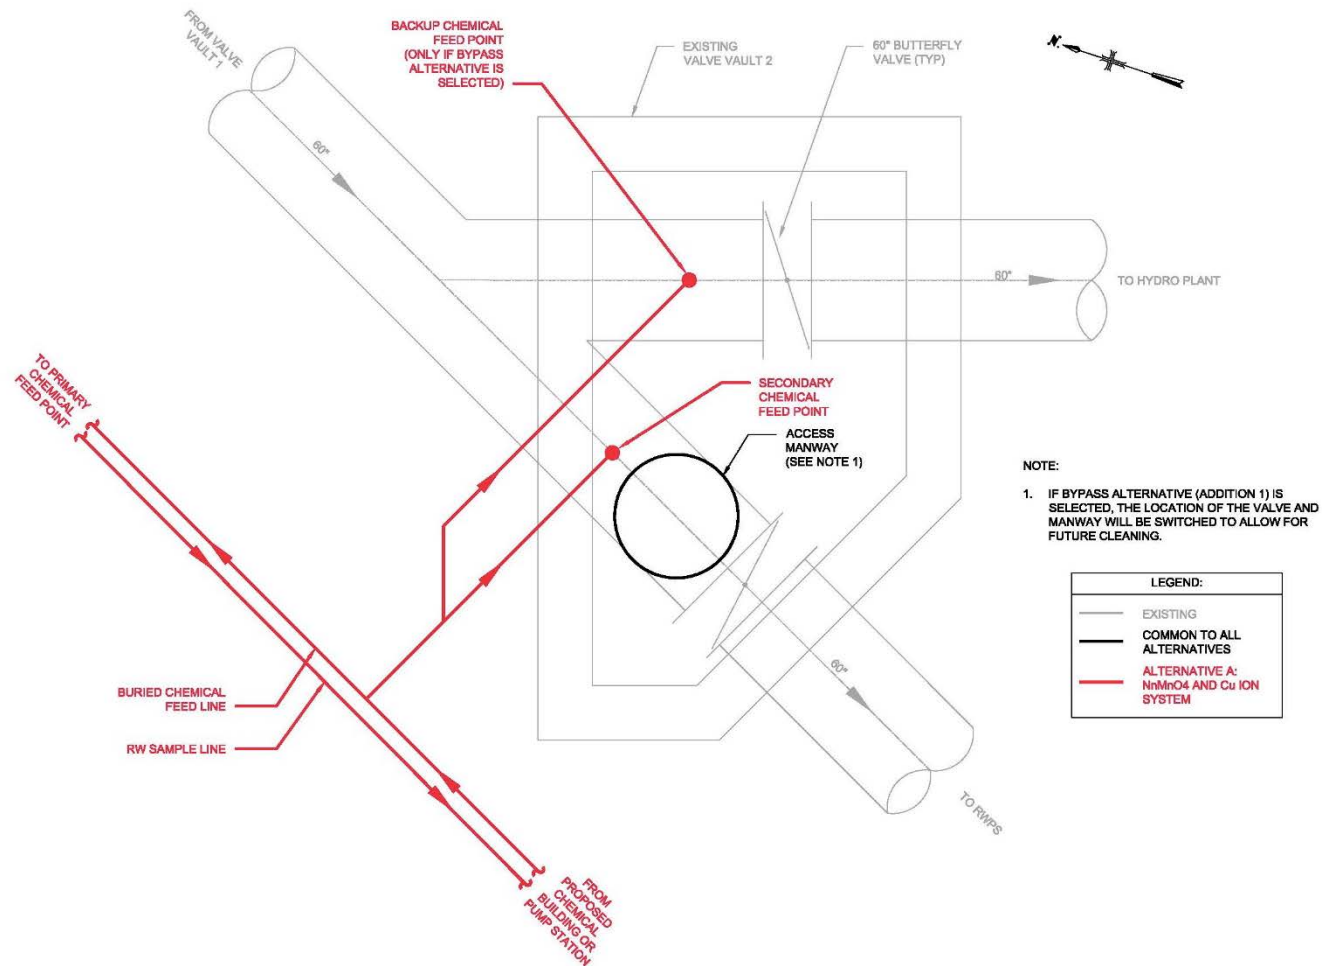 FROM VALVE
VAULT 1
BACKUP CHEMICAL
FEED POINT
(ONLY IF BYPASS
ALTERNATIVE IS
SELECTED)
EXISTING
VALVE VAULT 2
60" BUTTERFLY
VALVE (TYP)
N.
60"
60"
TO HYDRO PLANT
TO PRIMARY
CHEMICAL
FEED POINT
SECONDARY
CHEMICAL
FEED POINT
ACCESS
MANWAY
(SEE NOTE 1)
NOTE:
1. IF BYPASS ALTERNATIVE (ADDITION 1) IS
SELECTED, THE LOCATION OF THE VALVE AND
MANWAY WILL BE SWITCHED TO ALLOW FOR
FUTURE CLEANING.
LEGEND:
EXISTING
COMMON TO ALL
ALTERNATIVES
ALTERNATIVE A:
NnMnO4 AND Cu ION
SYSTEM
60"
BURIED CHEMICAL
FEED LINE
RW SAMPLE LINE
TO RWPS
FROM
PROPOSED
CHEMICAL
BUILDING OR
PUMP STATION